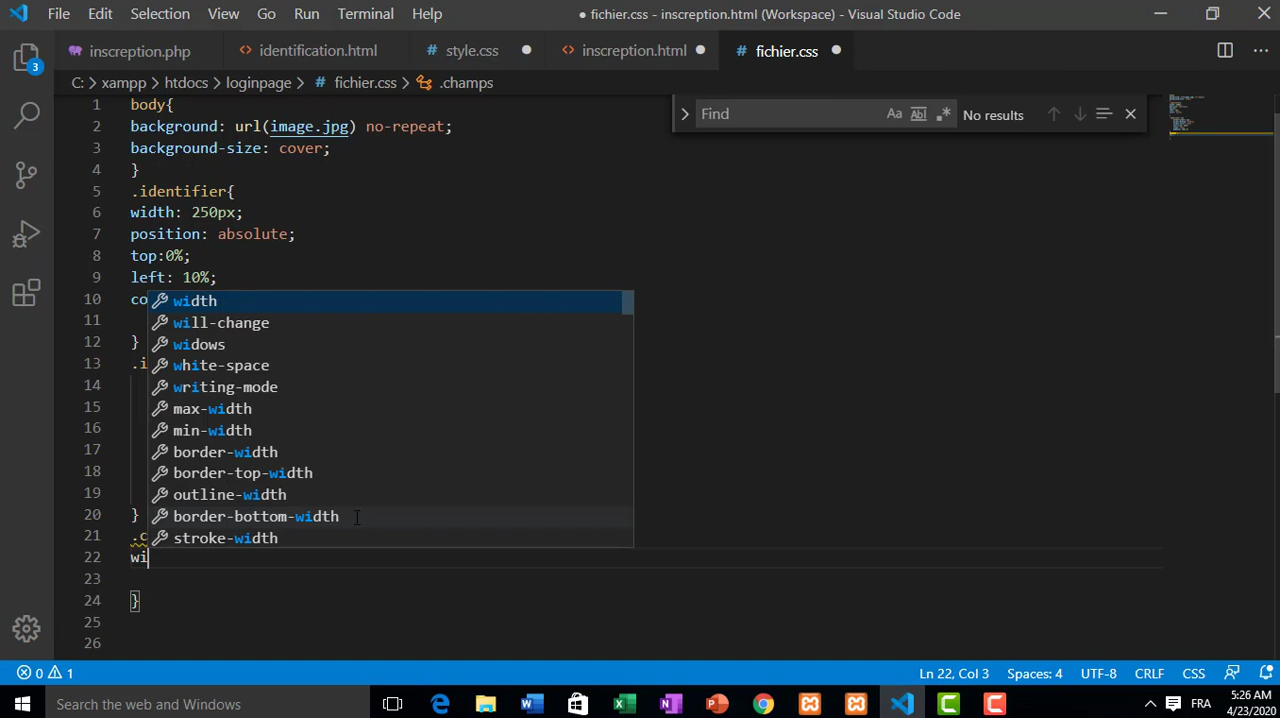 File Edit Selection View Go Run Terminal Help
● fichier.css - inscreption.html (Workspace) - Visual Studio Code
inscreption.php identification.html style.css inscreption.html fichier.css
C: > xampp > htdocs > loginpage > # fichier.css > .champs
Find Aa Abl .* No results
3
1 body{
2 background: url(image.jpg) no-repeat;
3 background-size: cover;
4 }
5 .identifier{
6 width: 250px;
7 position: absolute;
8 top:0%;
9 left: 10%;
10 co
width
11
will-change
12 }
widows
13 .i
white-space
14
writing-mode
15
max-width
16
min-width
17
border-width
18
border-top-width
19
outline-width
20 }
border-bottom-width
21 .c
stroke-width
22 wi
23
24 }
25
26
0 1 Ln 22, Col 3 Spaces: 4 UTF-8 CRLF CSS
Search the web and Windows
FRA
5:26 AM
4/23/2020